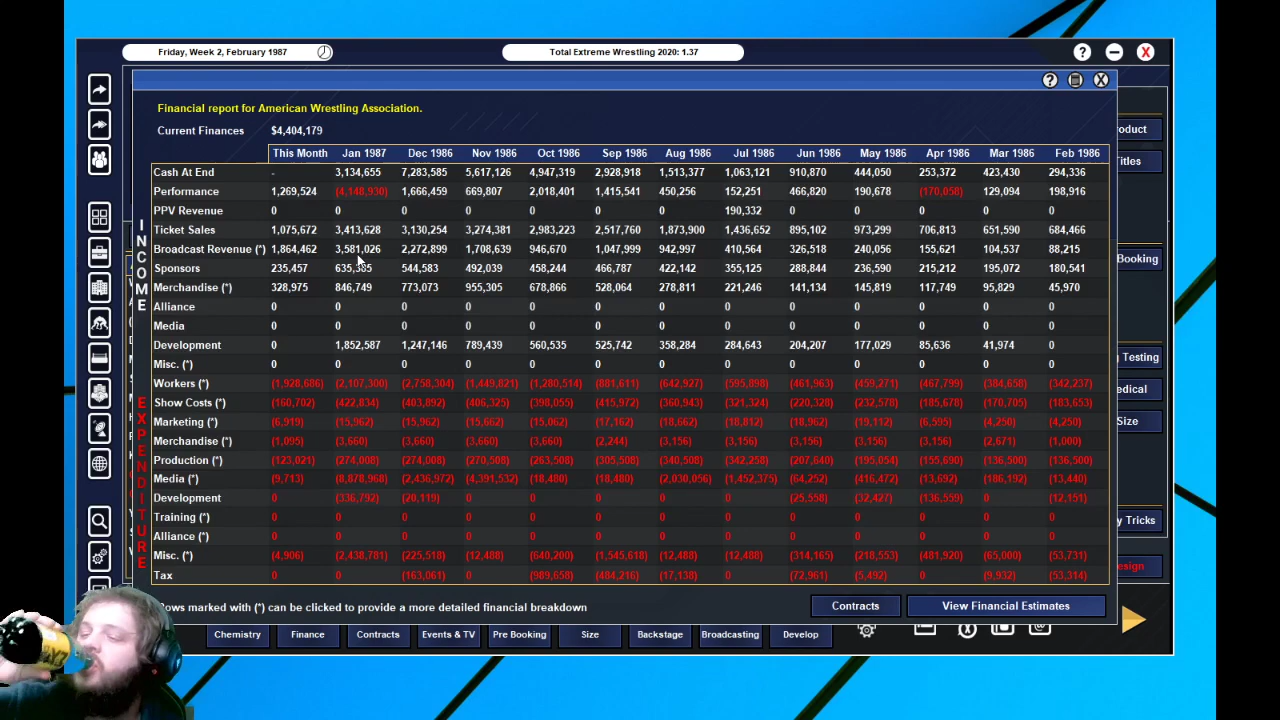 Friday, Week 2, February 1987
Total Extreme Wrestling 2020: 1.37
Financial report for American Wrestling Association.
Current Finances $4,404,179
This Month Jan 1987 Dec 1986 Nov 1986 Oct 1986 Sep 1986 Aug 1986 Jul 1986 Jun 1986 May 1986 Apr 1986 Mar 1986 Feb 1986
INCOME
Cash At End - 3,134,655 7,283,585 5,617,126 4,947,319 2,928,918 1,513,377 1,063,121 910,870 444,050 253,372 423,430 294,336
Performance 1,269,524 (4,148,930) 1,666,459 669,807 2,018,401 1,415,541 450,256 152,251 466,820 190,678 (170,058) 129,094 198,916
PPV Revenue 0 0 0 0 0 0 0 190,332 0 0 0 0 0
Ticket Sales 1,075,672 3,413,628 3,130,254 3,274,381 2,983,223 2,517,760 1,873,900 1,436,652 895,102 973,299 706,813 651,590 684,466
Broadcast Revenue (*) 1,864,462 3,581,026 2,272,899 1,708,639 946,670 1,047,999 942,997 410,564 326,518 240,056 155,621 104,537 88,215
Sponsors 235,457 635,385 544,583 492,039 458,244 466,787 422,142 355,125 288,844 236,590 215,212 195,072 180,541
Merchandise (*) 328,975 846,749 773,073 955,305 678,866 528,064 278,811 221,246 141,134 145,819 117,749 95,829 45,970
Alliance 0 0 0 0 0 0 0 0 0 0 0 0 0
Media 0 0 0 0 0 0 0 0 0 0 0 0 0
Development 0 1,852,587 1,247,146 789,439 560,535 525,742 358,284 284,643 204,207 177,029 85,636 41,974 0
Misc. (*) 0 0 0 0 0 0 0 0 0 0 0 0 0
EXPENDITURE
Workers (*) (1,928,686) (2,107,300) (2,758,304) (1,449,821) (1,280,514) (881,611) (642,927) (595,898) (461,963) (459,271) (467,799) (384,658) (342,237)
Show Costs (*) (160,702) (422,834) (403,892) (406,325) (398,055) (415,972) (360,943) (321,324) (220,328) (232,578) (185,678) (170,705) (183,653)
Marketing (*) (6,919) (15,962) (15,962) (15,662) (15,062) (17,162) (18,662) (18,812) (18,962) (19,112) (6,595) (4,250) (4,250)
Merchandise (*) (1,095) (3,660) (3,660) (3,660) (3,660) (2,244) (3,156) (3,156) (3,156) (3,156) (3,156) (2,671) (1,000)
Production (*) (123,021) (274,008) (274,008) (270,508) (263,508) (305,508) (340,508) (342,258) (207,640) (195,054) (155,690) (136,500) (136,500)
Media (*) (9,713) (8,878,968) (2,436,972) (4,391,532) (18,480) (18,480) (2,030,056) (1,452,375) (64,252) (416,472) (13,692) (186,192) (13,440)
Development 0 (336,792) (20,119) 0 0 0 0 0 (25,558) (32,427) (136,559) 0 (12,151)
Training (*) 0 0 0 0 0 0 0 0 0 0 0 0 0
Alliance (*) 0 0 0 0 0 0 0 0 0 0 0 0 0
Misc. (*) (4,906) (2,438,781) (225,518) (12,488) (640,200) (1,545,618) (12,488) (12,488) (314,165) (218,553) (481,920) (65,000) (53,731)
Tax 0 0 (163,061) 0 (989,658) (484,216) (17,138) 0 (72,961) (5,492) 0 (9,932) (53,314)
ows marked with (*) can be clicked to provide a more detailed financial breakdown
Contracts
View Financial Estimates
Chemistry Finance Contracts Events & TV Pre Booking Size Backstage Broadcasting Develop
oduct
Titles
Booking
Testing
edical
Size
y Tricks
esign